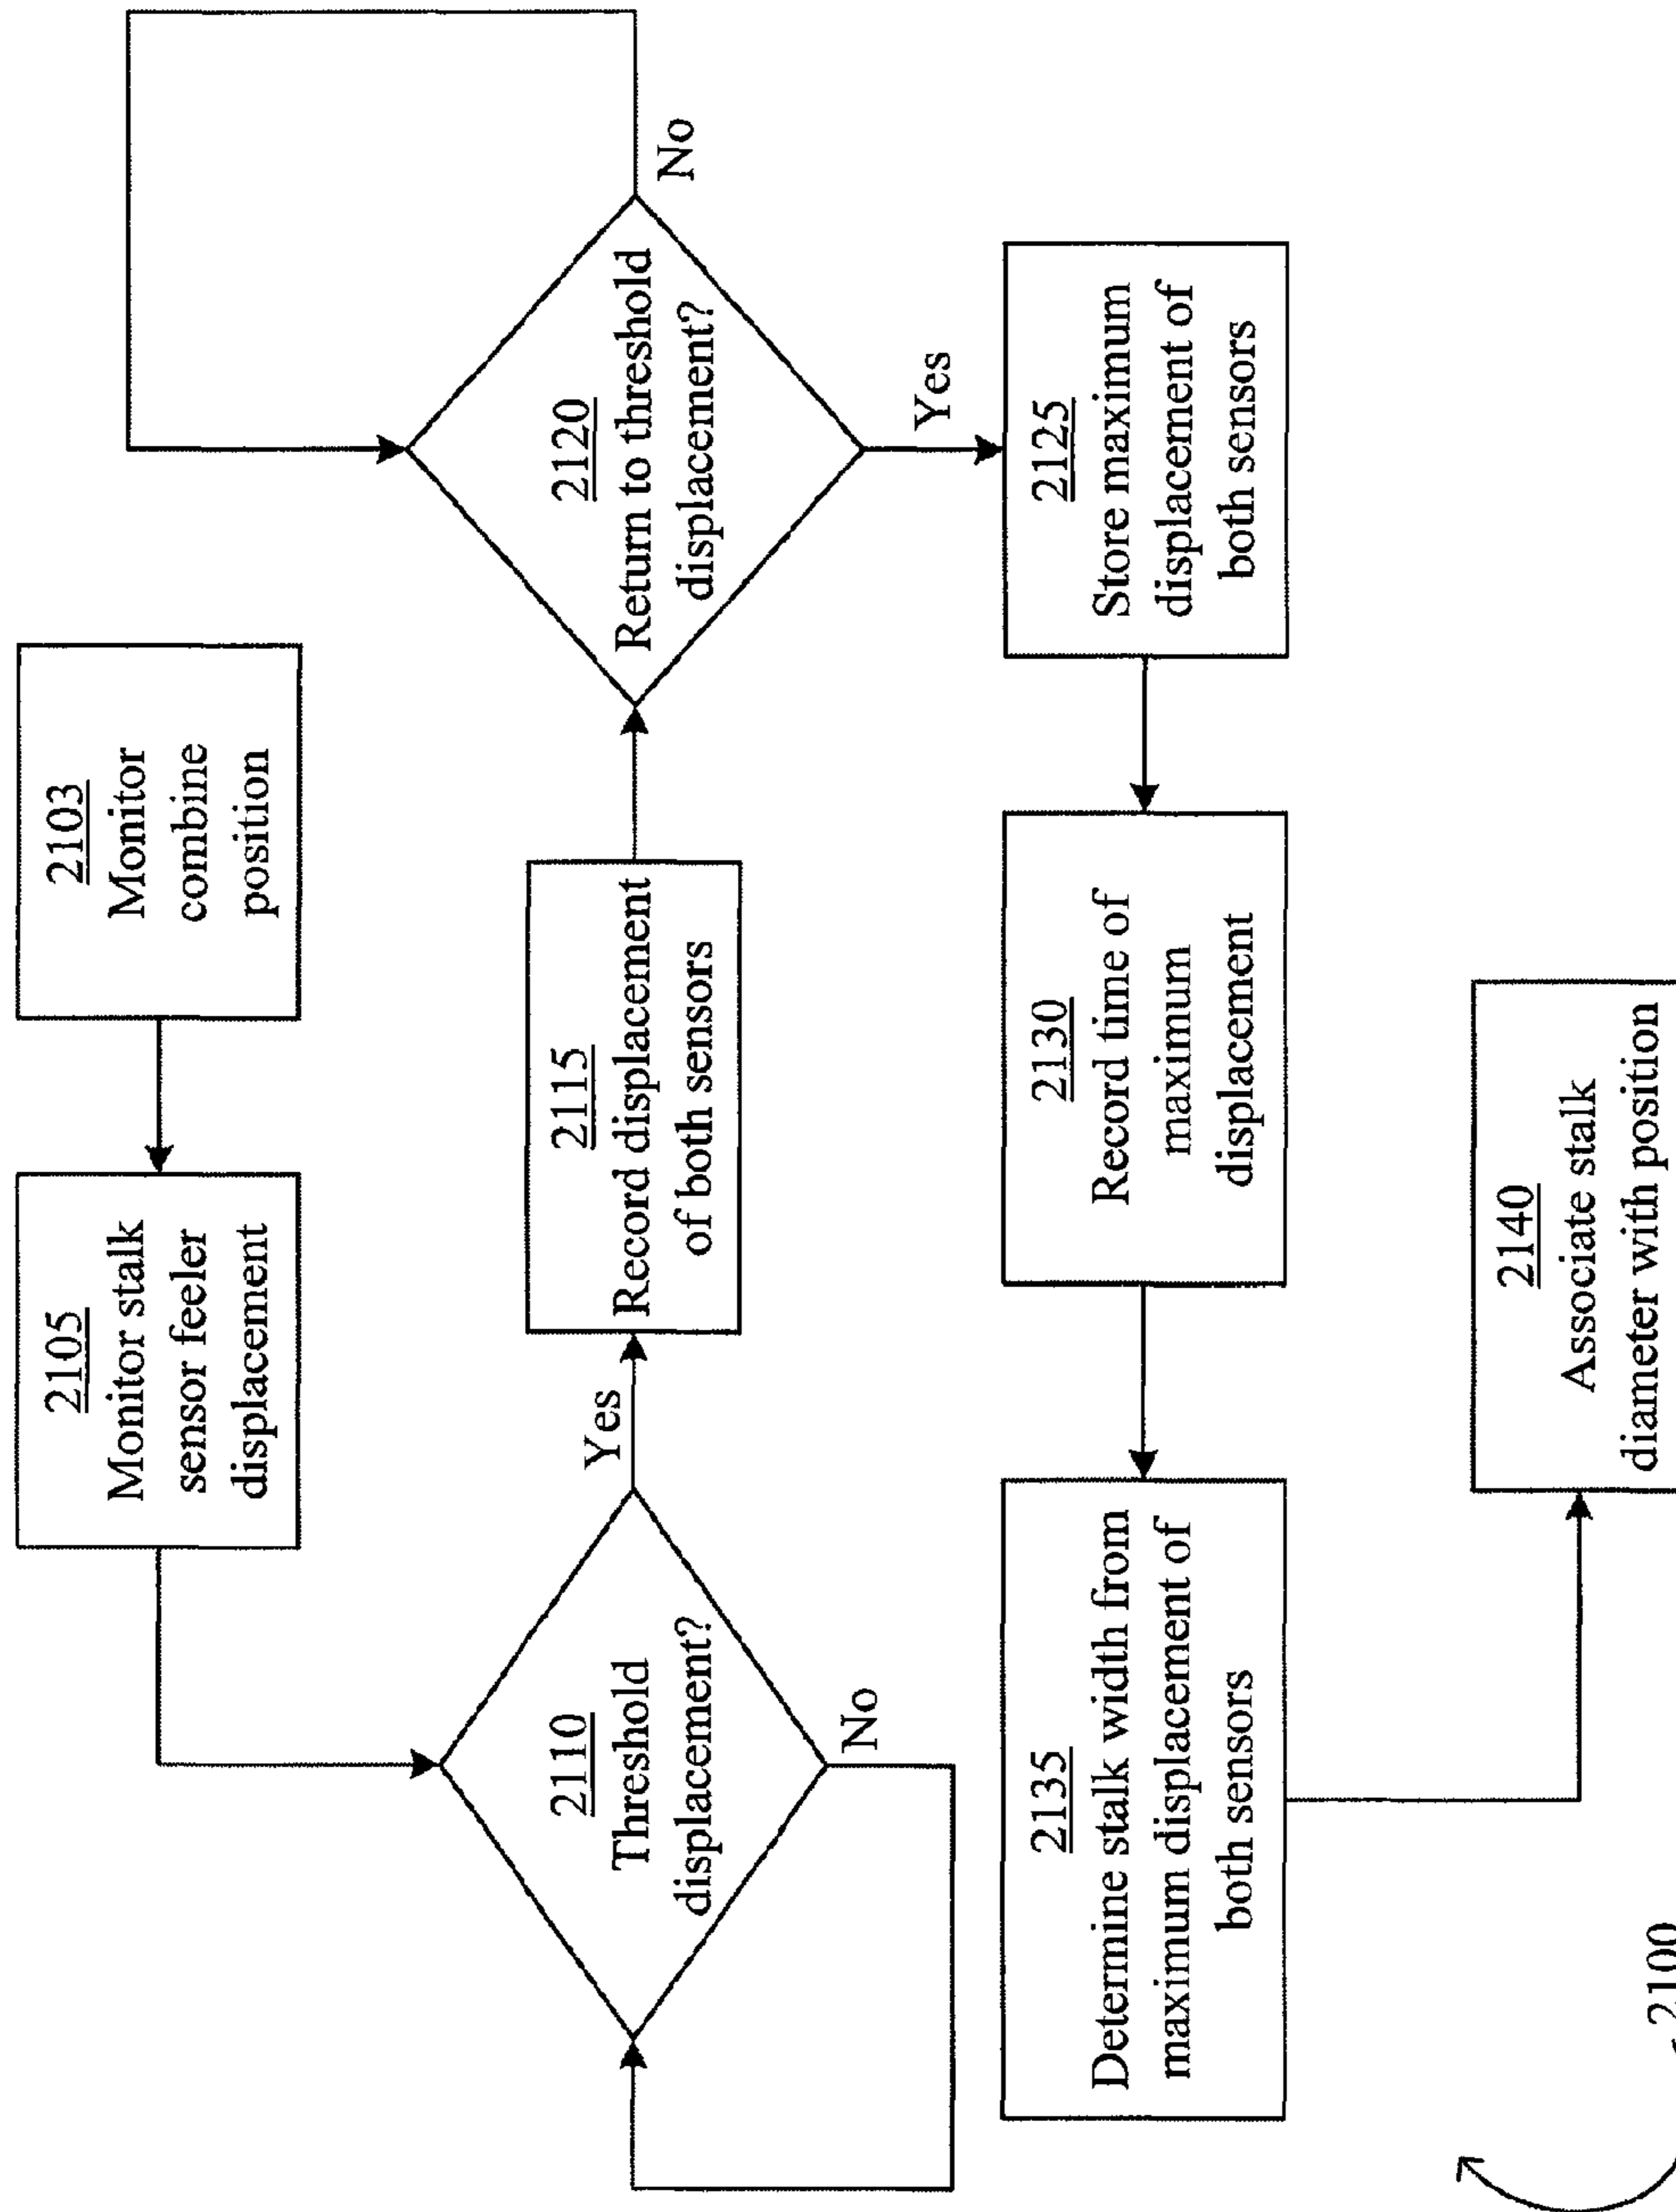 2103
Monitor
combine
position
2105
Monitor stalk
sensor feeler
displacement
2110
Threshold
displacement?
Yes
No
2115
Record displacement
of both sensors
2120
Return to threshold
displacement?
No
Yes
2125
Store maximum
displacement of
both sensors
2130
Record time of
maximum
displacement
2135
Determine stalk width from
maximum displacement of
both sensors
2140
Associate stalk
diameter with position
2100